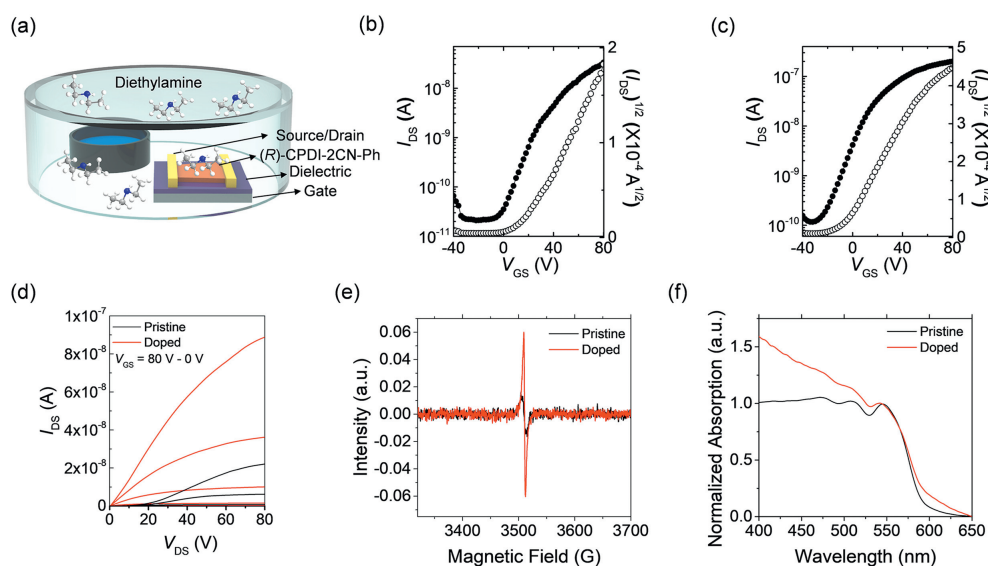 (a)
Diethylamine
Source/Drain
(R)-CPDI-2CN-Ph
Dielectric
Gate
(b)
10⁻⁷
10⁻⁸
10⁻⁹
10⁻¹⁰
10⁻¹¹
I_DS (A)
-40 0 40 80
V_GS (V)
2
1
0
(I_DS)^1/2 (X10⁻⁴ A^1/2)
(c)
10⁻⁶
10⁻⁷
10⁻⁸
10⁻⁹
10⁻¹⁰
I_DS (A)
-40 0 40 80
V_GS (V)
5
4
3
2
1
0
(I_DS)^1/2 (X10⁻⁴ A^1/2)
(d)
1x10⁻⁷
8x10⁻⁸
6x10⁻⁸
4x10⁻⁸
2x10⁻⁸
0
I_DS (A)
Pristine
Doped
V_GS = 80 V - 0 V
0 20 40 60 80
V_DS (V)
(e)
0.06
0.04
0.02
0.00
-0.02
-0.04
-0.06
Intensity (a.u.)
Pristine
Doped
3400 3500 3600 3700
Magnetic Field (G)
(f)
1.5
1.0
0.5
0.0
Normalized Absorption (a.u.)
Pristine
Doped
400 450 500 550 600 650
Wavelength (nm)